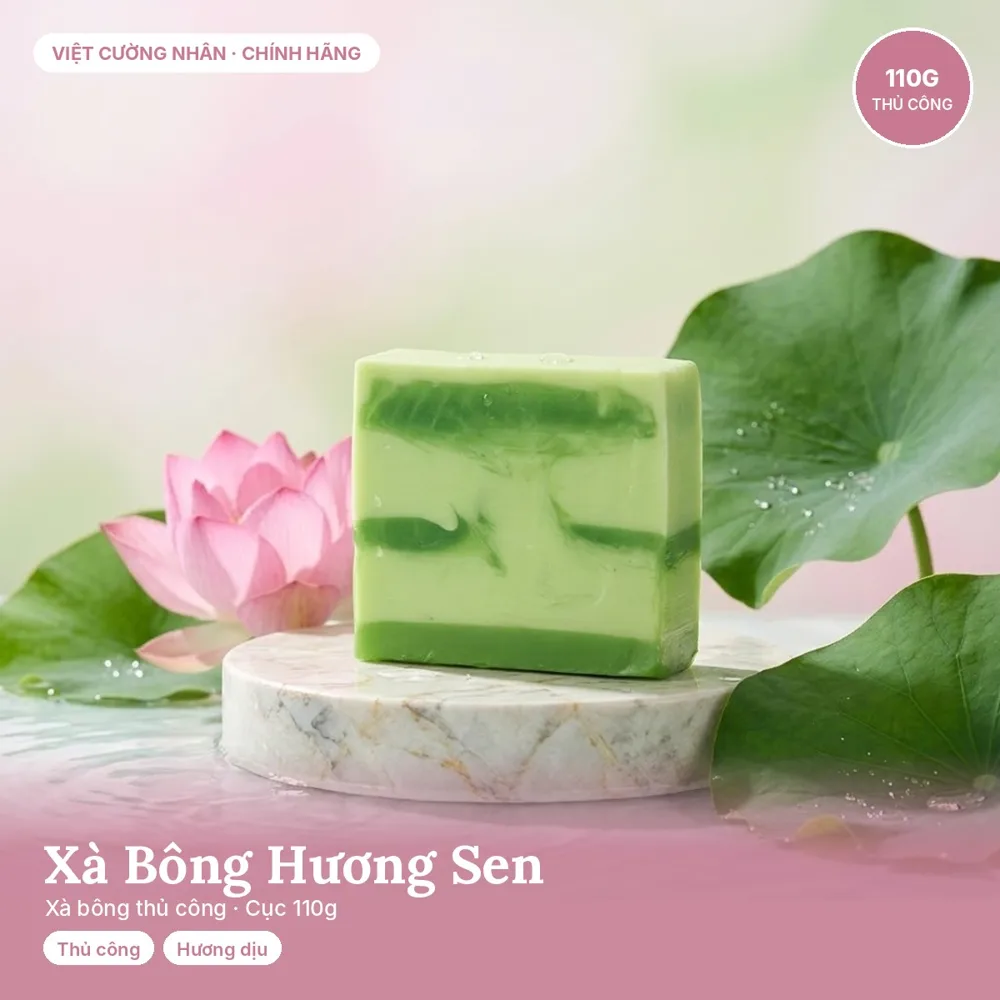 VIỆT CƯỜNG NHÂN · CHÍNH HÃNG
110G
THỦ CÔNG
Xà Bông Hương Sen
Xà bông thủ công · Cục 110g
Thủ công
Hương dịu